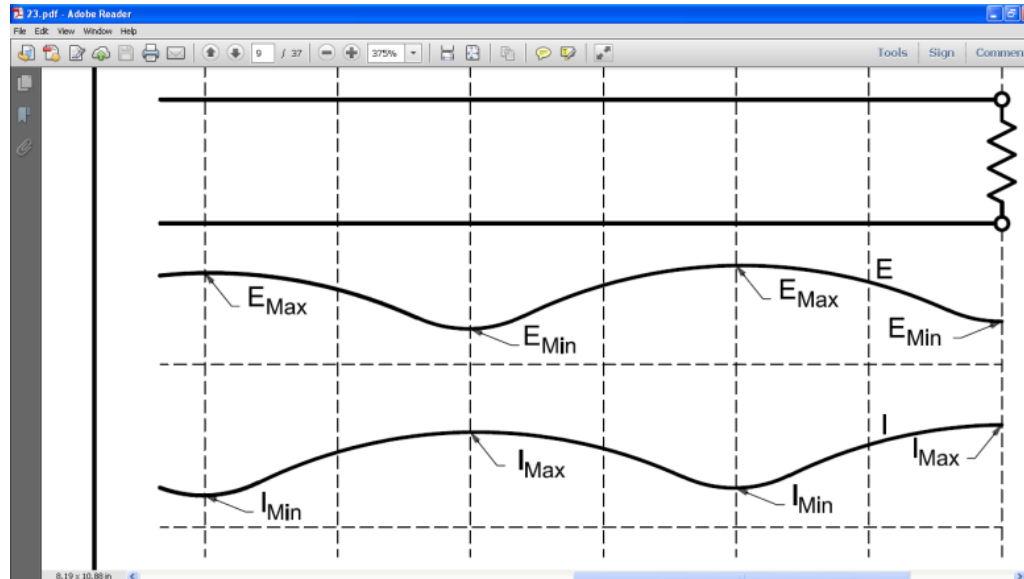 23.pdf - Adobe Reader
File Edit View Window Help
9 / 37 375% Tools Sign Commen
E
EMax
EMax
EMin
EMin
I
IMax
IMax
IMin
IMin
8.19 x 10.88 in